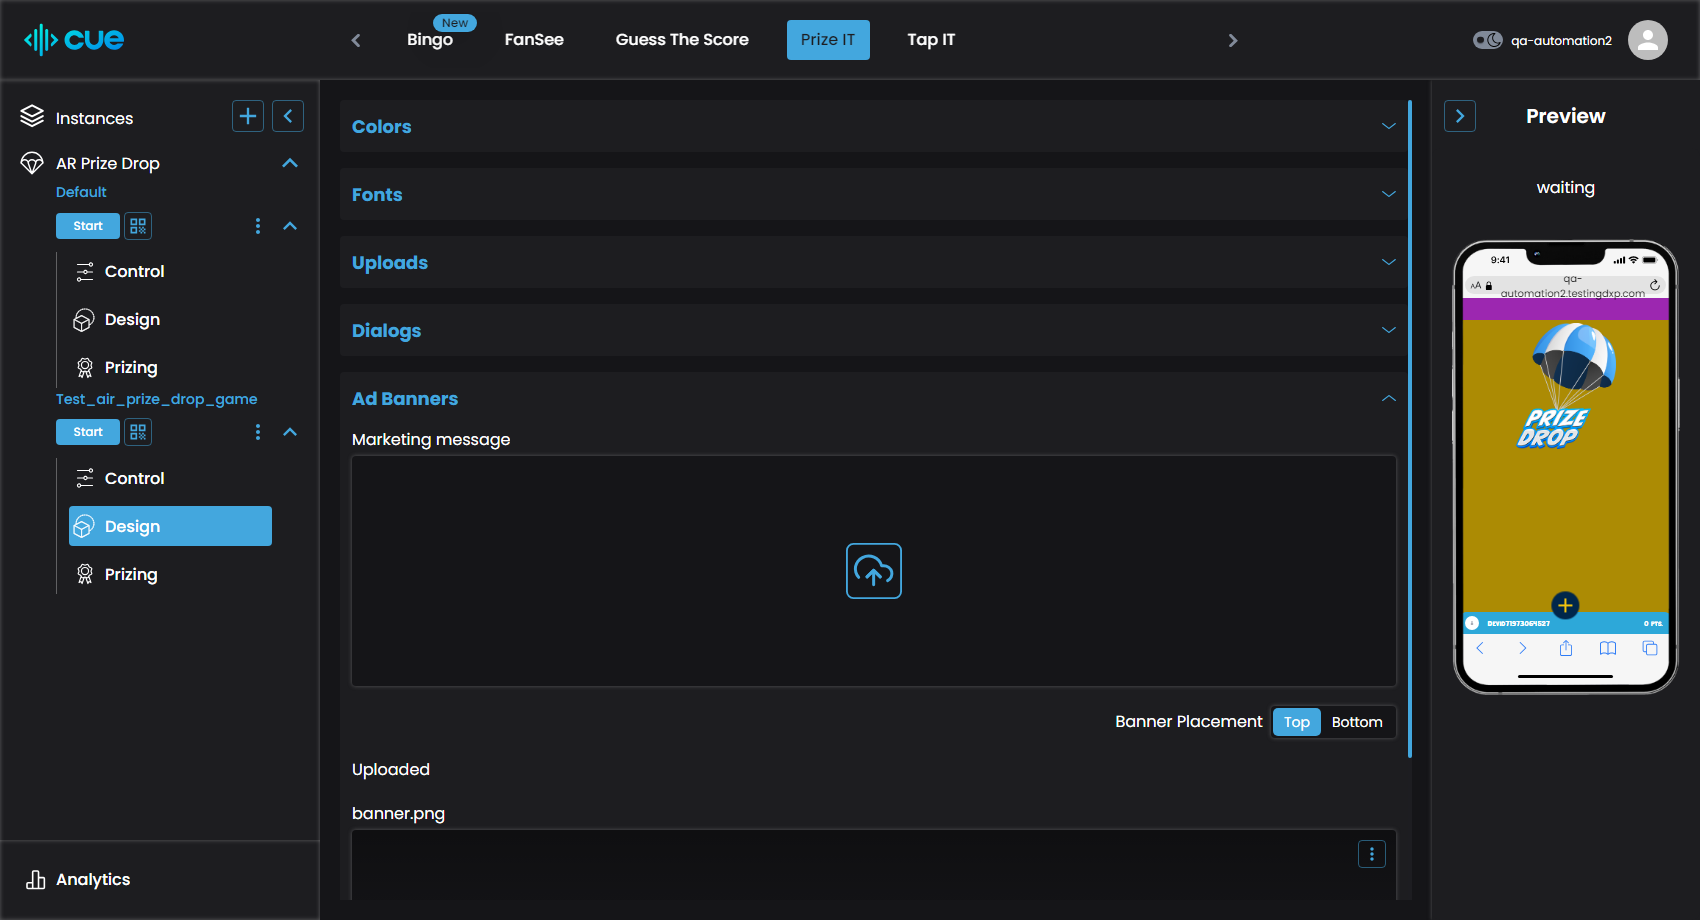 cue
New
Bingo
FanSee
Guess The Score
Prize IT
Tap IT
qa-automation2
Instances
AR Prize Drop
Default
Start
Control
Design
Prizing
Test_air_prize_drop_game
Start
Control
Design
Prizing
Analytics
Colors
Fonts
Uploads
Dialogs
Ad Banners
Marketing message
Banner Placement
Top
Bottom
Uploaded
banner.png
Preview
waiting
9:41
AA
qa-
automation2.testingdxp.com
PRIZE
DROP
0 PTS.